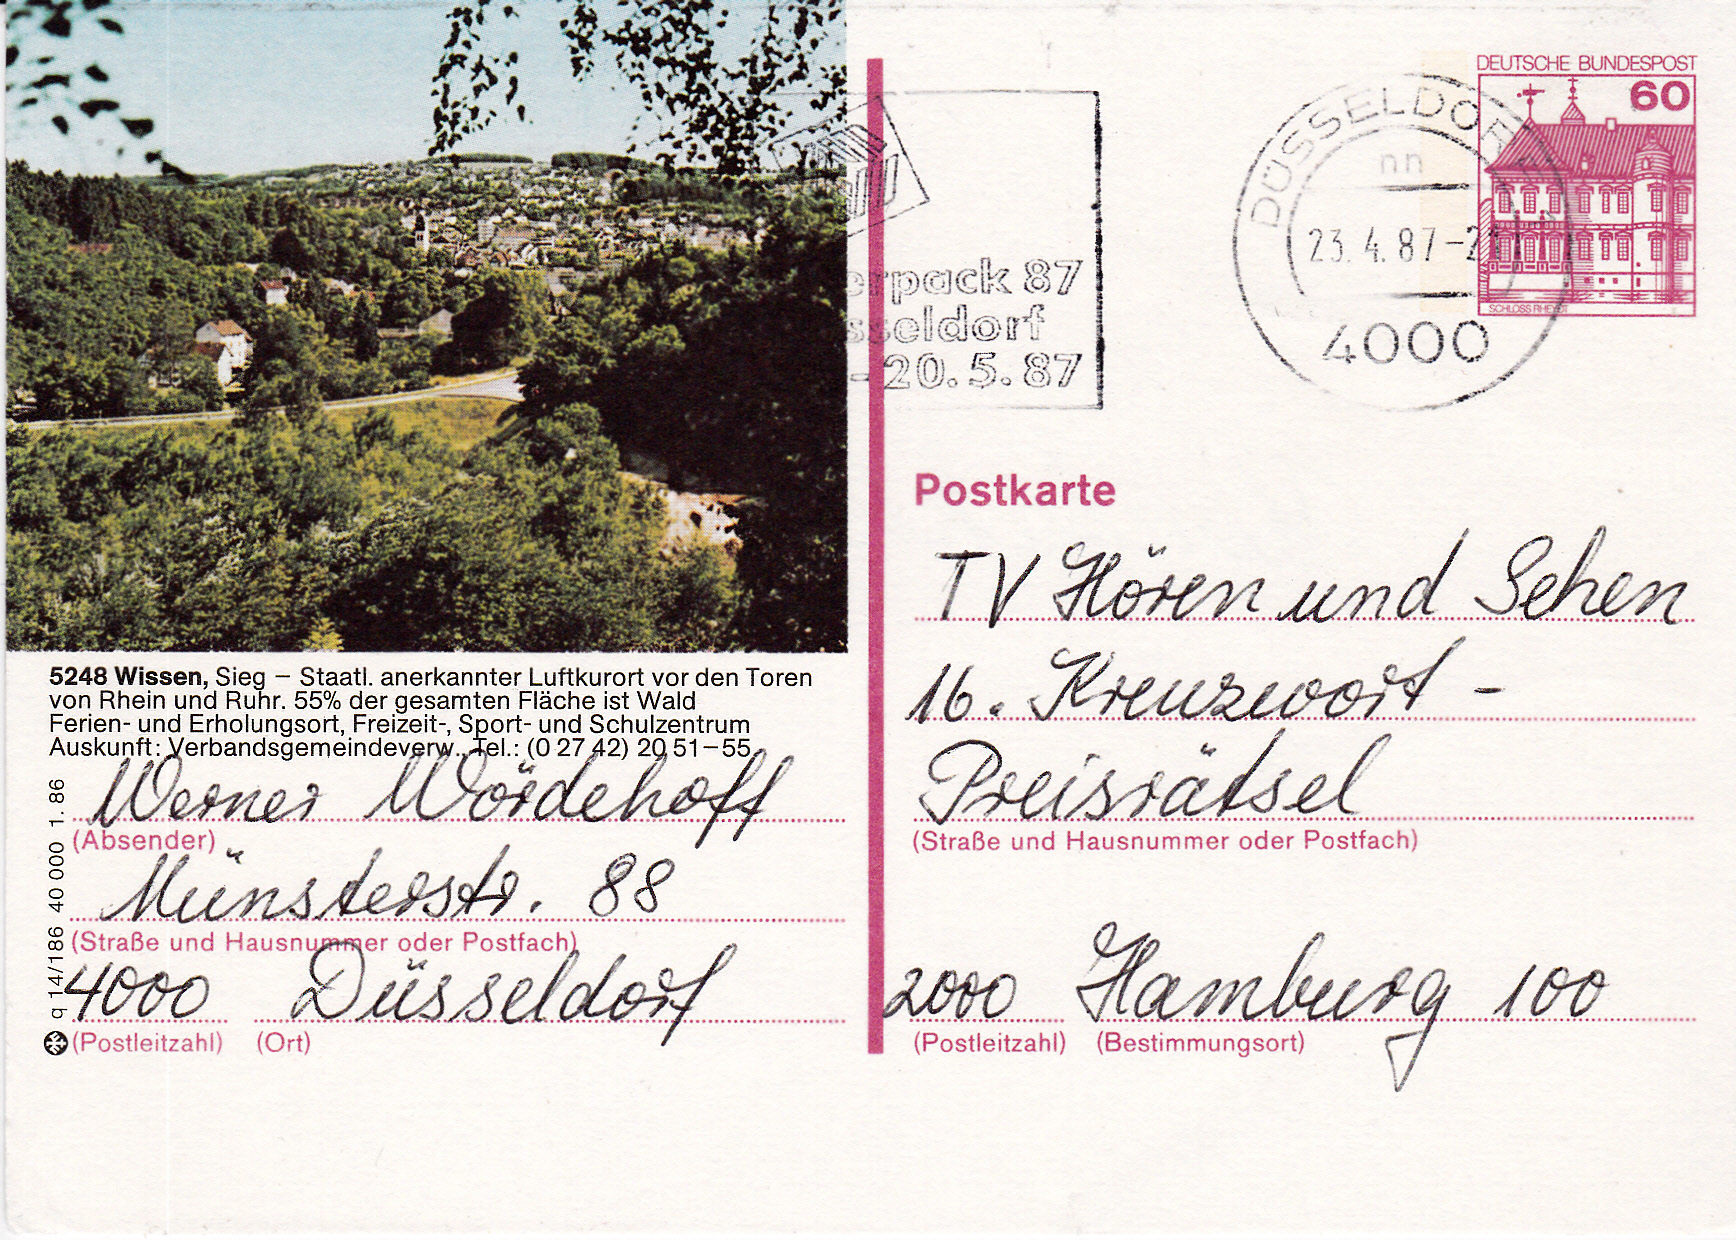 DEUTSCHE BUNDESPOST
60
SCHLOSS RHEYDT
DÜSSELDORF
23.4.87-
4000
erpack 87
sseldorf
-20.5.87
5248 Wissen, Sieg – Staatl. anerkannter Luftkurort vor den Toren
von Rhein und Ruhr. 55% der gesamten Fläche ist Wald
Ferien- und Erholungsort, Freizeit-, Sport- und Schulzentrum
Auskunft: Verbandsgemeindeverw., Tel.: (0 27 42) 20 51–55
Werner Wördehoff
(Absender)
Münsterstr. 88
(Straße und Hausnummer oder Postfach)
4000 Düsseldorf
(Postleitzahl) (Ort)
q 14/186 40 000 1.86
Postkarte
TV Hören und Sehen
16. Kreuzwort-
Preisrätsel
(Straße und Hausnummer oder Postfach)
2000 Hamburg 100
(Postleitzahl) (Bestimmungsort)